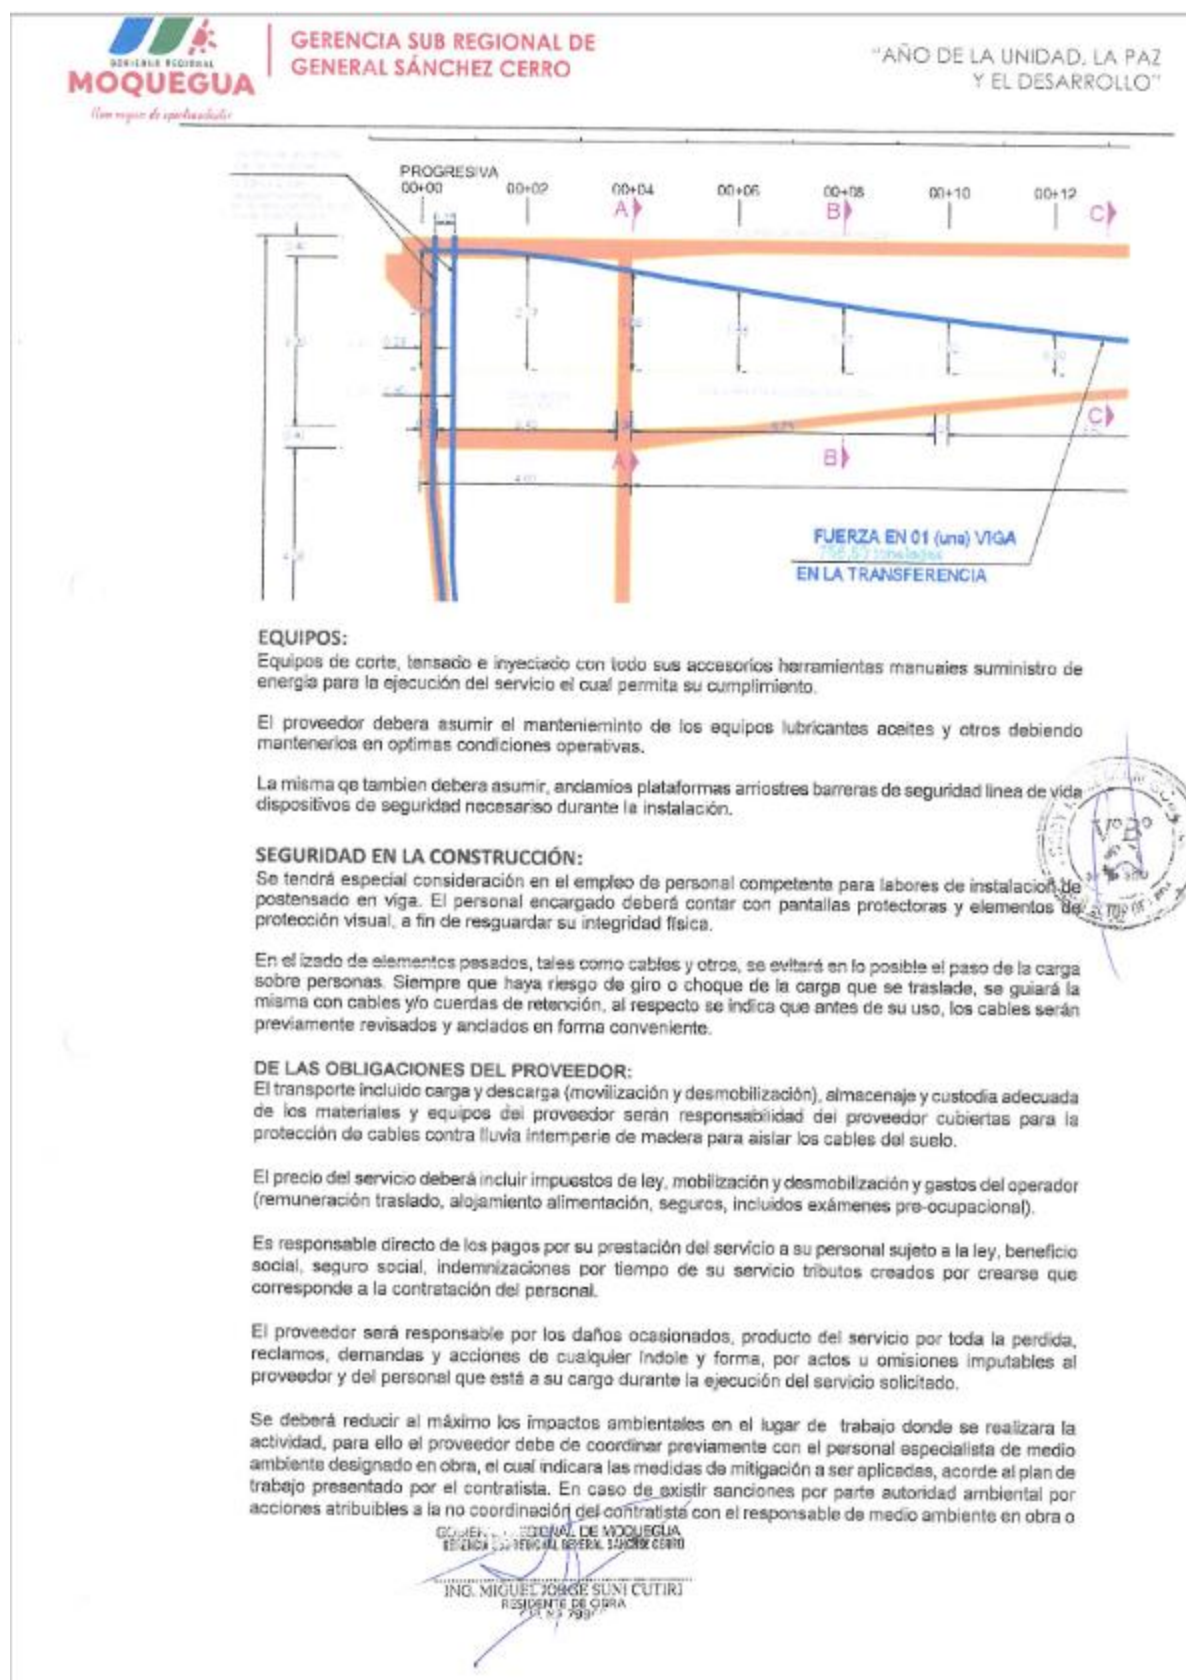 GOBIERNO REGIONAL
MOQUEGUA
GERENCIA SUB REGIONAL DE
GENERAL SÁNCHEZ CERRO
"AÑO DE LA UNIDAD, LA PAZ
Y EL DESARROLLO"
PROGRESIVA
00+00 00+02 00+04 00+06 00+08 00+10 00+12
A B C
C
A B
4.00
FUERZA EN 01 (una) VIGA
EN LA TRANSFERENCIA
EQUIPOS:
Equipos de corte, tensado e inyectado con todo sus accesorios herramientas manuales suministro de
energía para la ejecución del servicio el cual permita su cumplimiento.
El proveedor debera asumir el mantenieminto de los equipos lubricantes aceites y otros debiendo
mantenerlos en optimas condiciones operativas.
La misma qe tambien debera asumir, andamios plataformas arriostres barreras de seguridad linea de vida
dispositivos de seguridad necesariso durante la instalación.
V°B°
SEGURIDAD EN LA CONSTRUCCIÓN:
Se tendrá especial consideración en el empleo de personal competente para labores de instalación de
postensado en viga. El personal encargado deberá contar con pantallas protectoras y elementos de
protección visual, a fin de resguardar su integridad física.
En el izado de elementos pesados, tales como cables y otros, se evitará en lo posible el paso de la carga
sobre personas. Siempre que haya riesgo de giro o choque de la carga que se traslade, se guiará la
misma con cables y/o cuerdas de retención, al respecto se indica que antes de su uso, los cables serán
previamente revisados y anclados en forma conveniente.
DE LAS OBLIGACIONES DEL PROVEEDOR:
El transporte incluido carga y descarga (movilización y desmobilización), almacenaje y custodia adecuada
de los materiales y equipos del proveedor serán responsabilidad del proveedor cubiertas para la
protección de cables contra lluvia intemperie de madera para aislar los cables del suelo.
El precio del servicio deberá incluir impuestos de ley, mobilización y desmobilización y gastos del operador
(remuneración traslado, alojamiento alimentación, seguros, incluidos exámenes pre-ocupacional).
Es responsable directo de los pagos por su prestación del servicio a su personal sujeto a la ley, beneficio
social, seguro social, indemnizaciones por tiempo de su servicio tributos creados por crearse que
corresponde a la contratación del personal.
El proveedor será responsable por los daños ocasionados, producto del servicio por toda la perdida,
reclamos, demandas y acciones de cualquier índole y forma, por actos u omisiones imputables al
proveedor y del personal que está a su cargo durante la ejecución del servicio solicitado.
Se deberá reducir al máximo los impactos ambientales en el lugar de trabajo donde se realizara la
actividad, para ello el proveedor debe de coordinar previamente con el personal especialista de medio
ambiente designado en obra, el cual indicara las medidas de mitigación a ser aplicadas, acorde al plan de
trabajo presentado por el contratista. En caso de existir sanciones por parte autoridad ambiental por
acciones atribuibles a la no coordinación del contratista con el responsable de medio ambiente en obra o
GOBIERNO REGIONAL DE MOQUEGUA
GERENCIA SUB REGIONAL GENERAL SANCHEZ CERRO
ING. MIGUEL JORGE SUNI CUTIRI
RESIDENTE DE OBRA